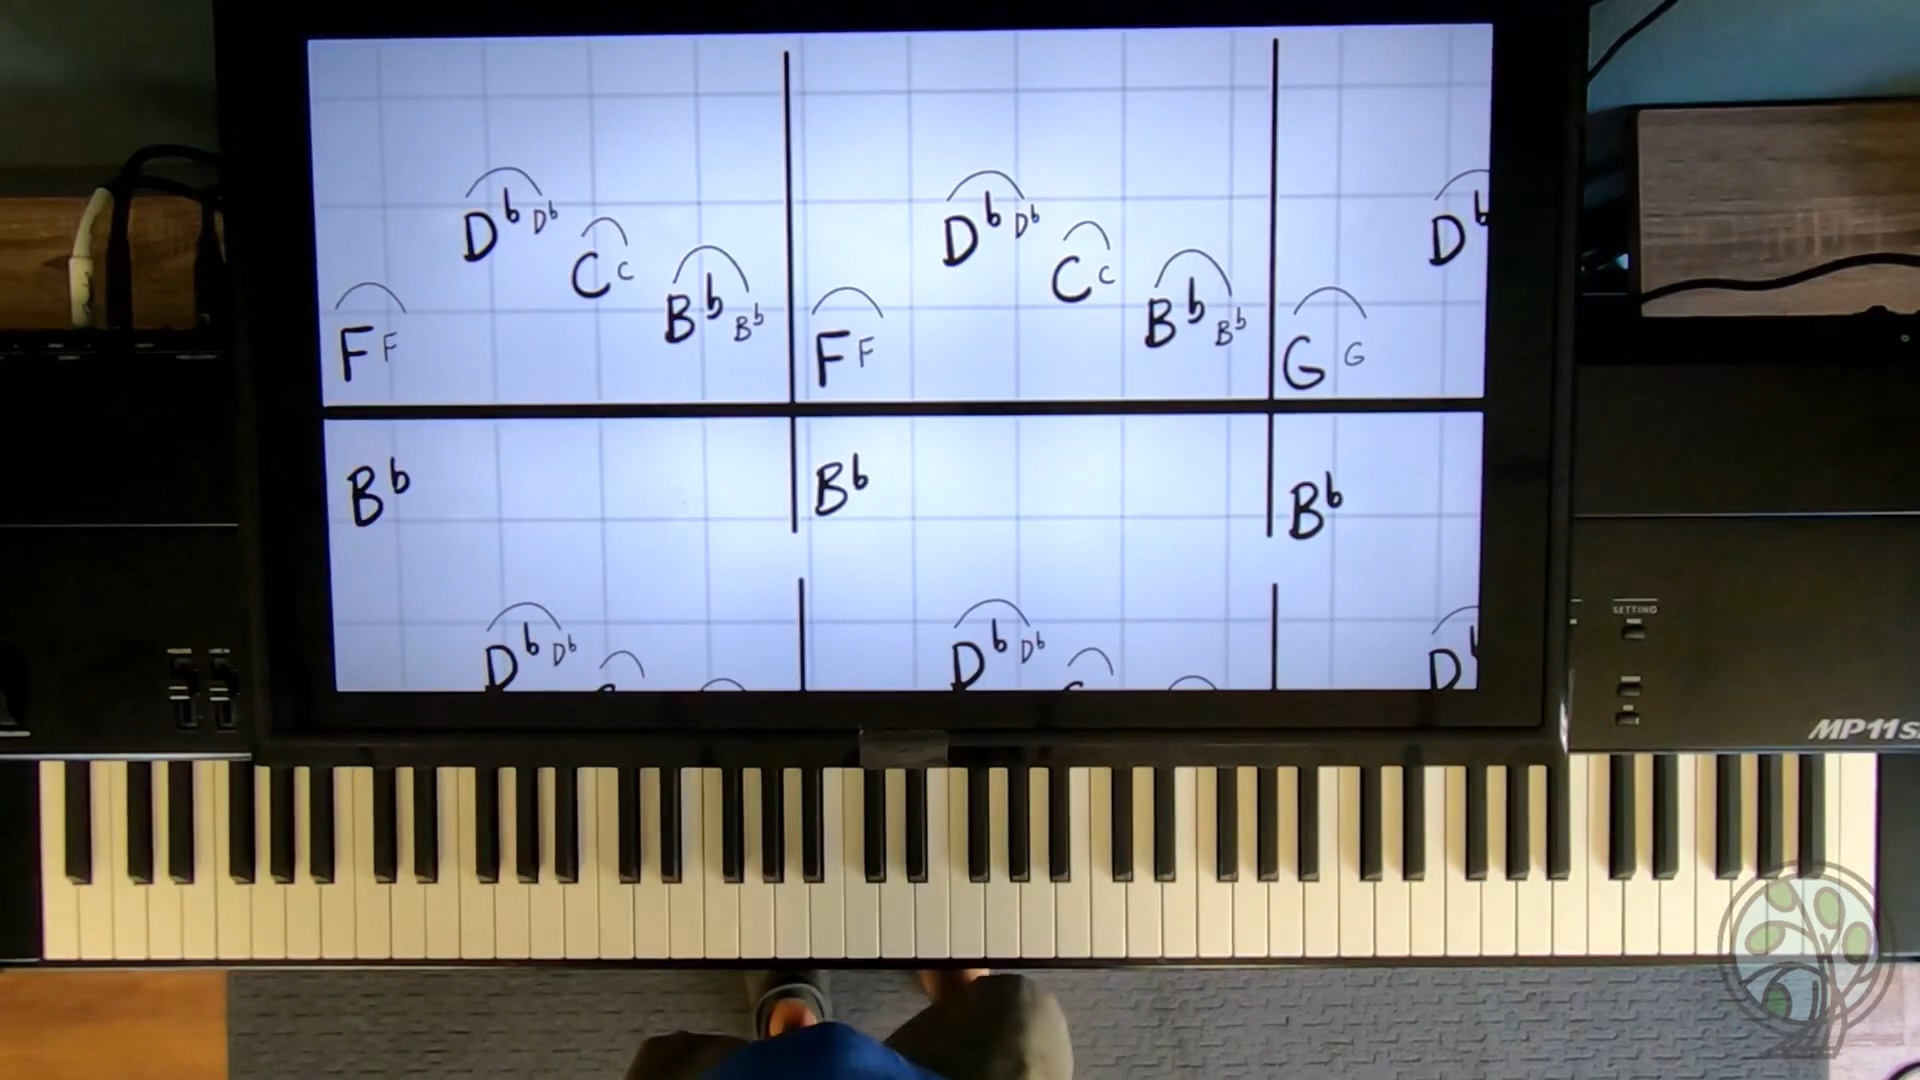 F F D♭ D♭ C C B♭ B♭ F F D♭ D♭ C C B♭ B♭ G G D♭
B♭ B♭ B♭
D♭ D♭ D♭ D♭ D
SETTING
MP11S